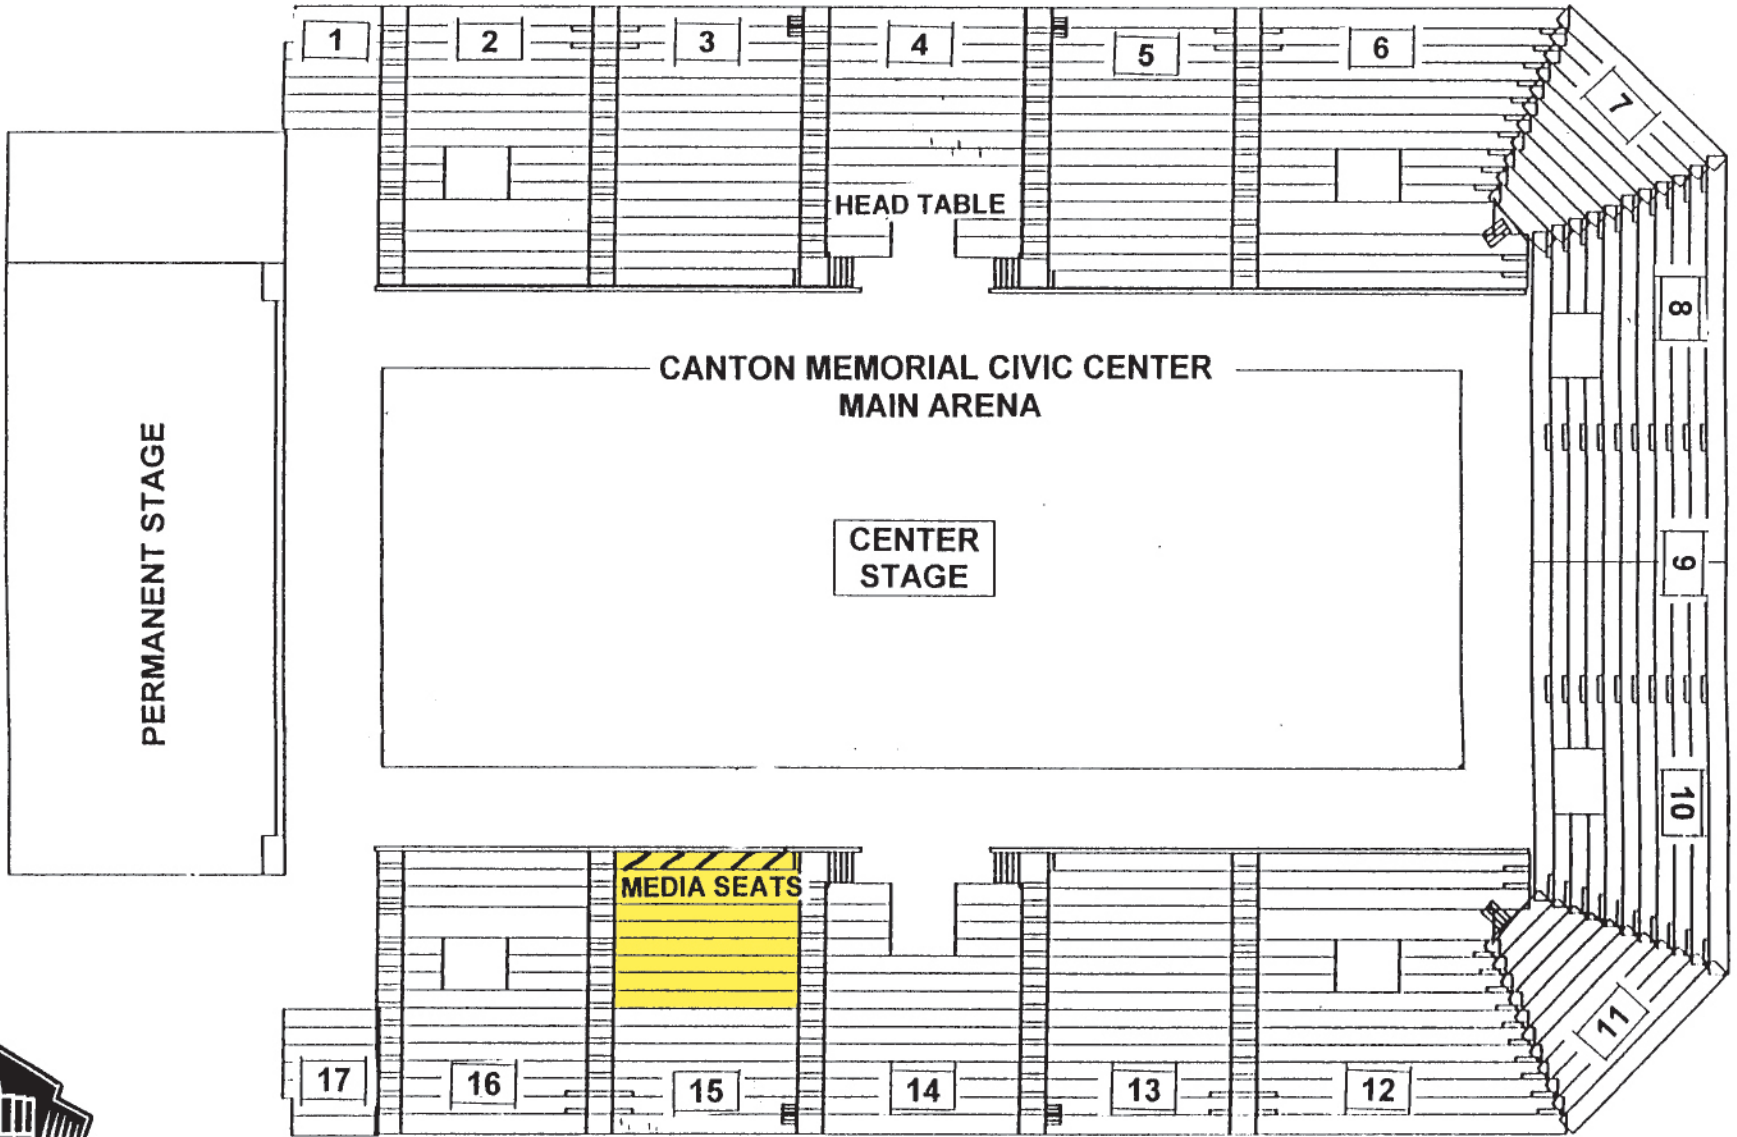 1
2
3
4
5
6
7
HEAD TABLE
8
CANTON MEMORIAL CIVIC CENTER
MAIN ARENA
PERMANENT STAGE
CENTER
STAGE
9
10
MEDIA SEATS
11
17
16
15
14
13
12